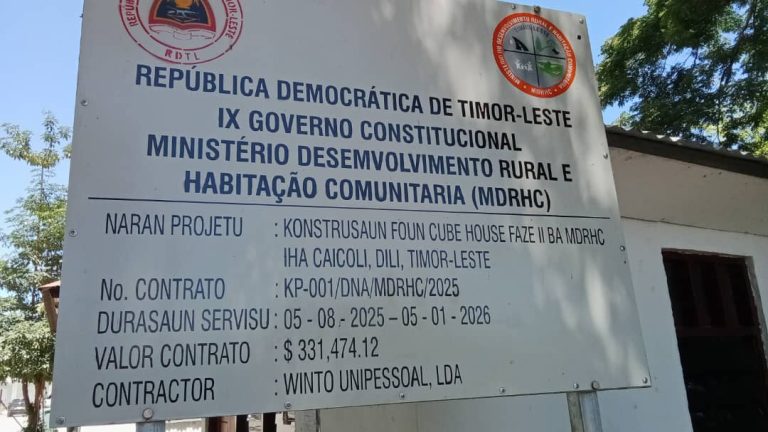 RDTL
REPÚBLICA DEMOCRÁTICA DE TIMOR-LESTE
IX GOVERNO CONSTITUCIONAL
MINISTÉRIO DESEMVOLVIMENTO RURAL E
HABITAÇÃO COMUNITARIA (MDRHC)
NARAN PROJETU : KONSTRUSAUN FOUN CUBE HOUSE FAZE II BA MDRHC
IHA CAICOLI, DILI, TIMOR-LESTE
No. CONTRATO : KP-001/DNA/MDRHC/2025
DURASAUN SERVISU : 05 - 08 - 2025 – 05 - 01 - 2026
VALOR CONTRATO : $ 331,474.12
CONTRACTOR : WINTO UNIPESSOAL, LDA